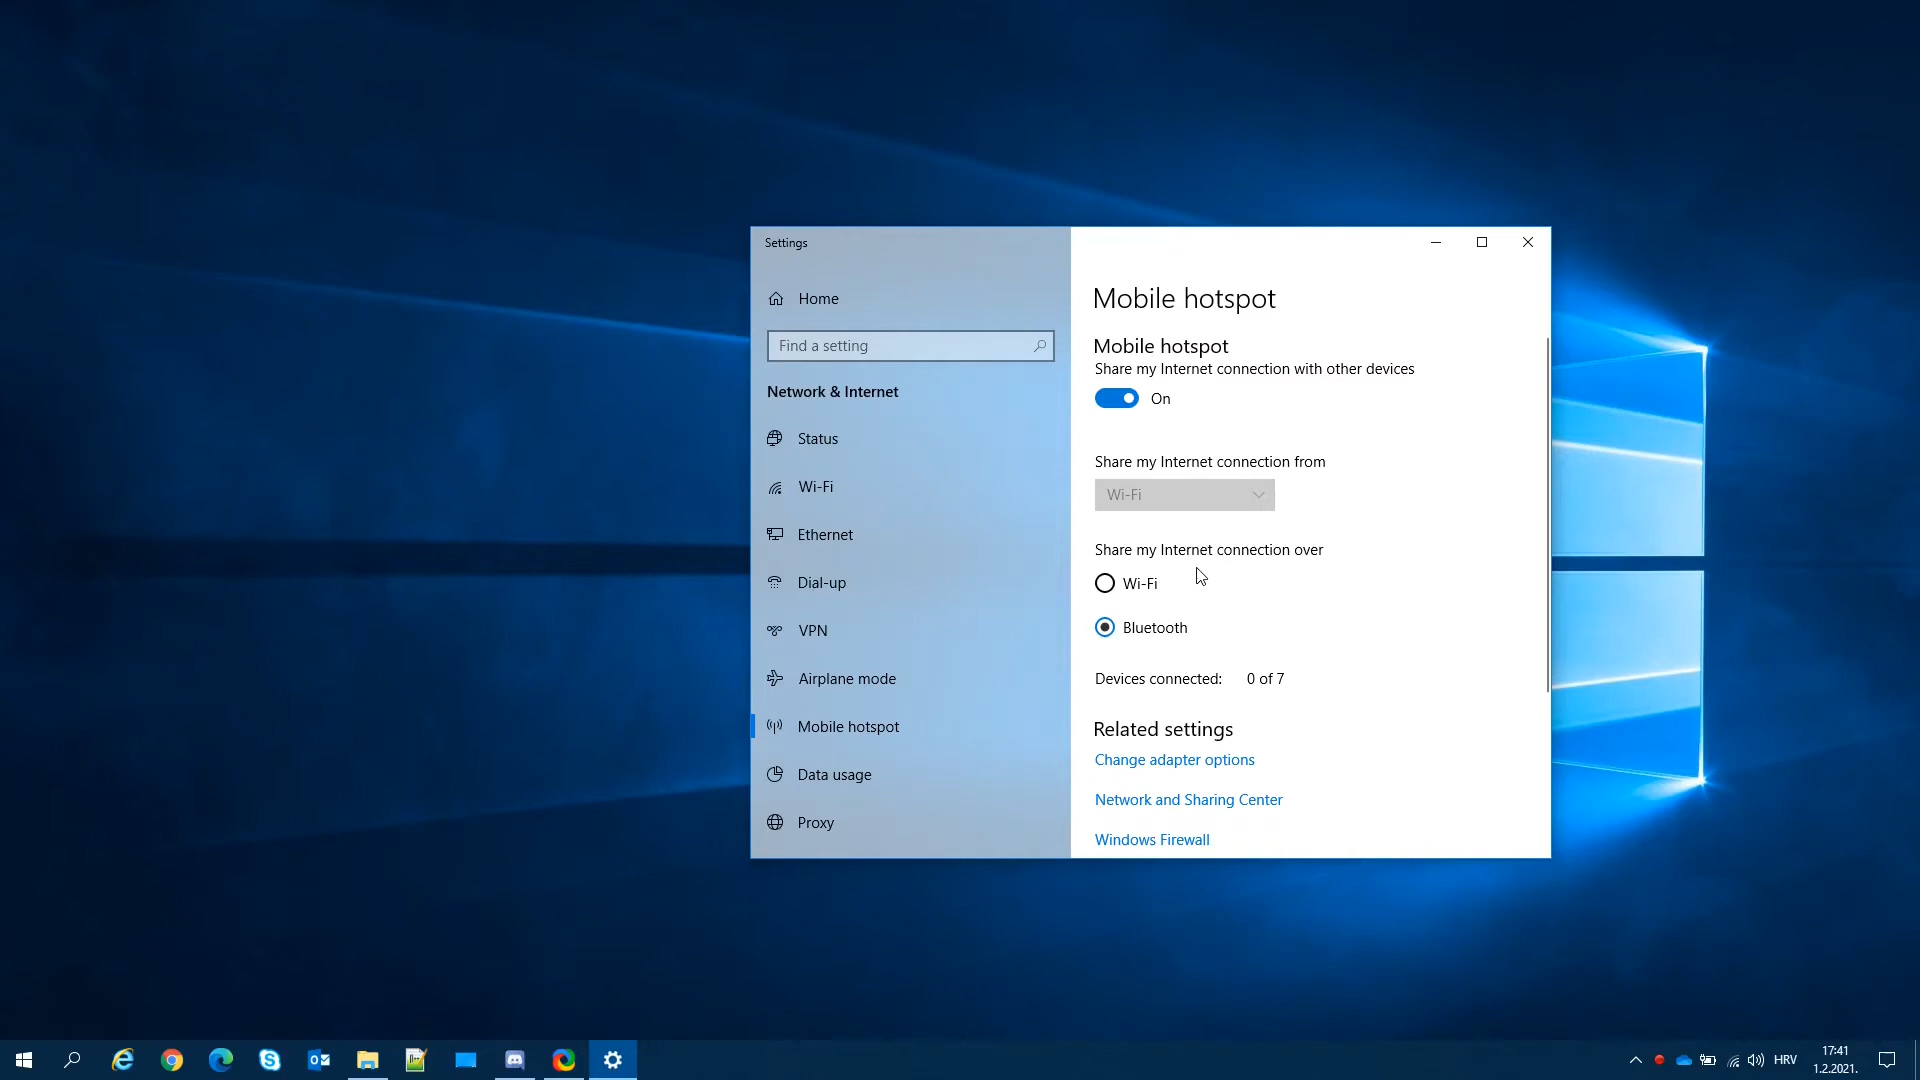 Settings
Home
Find a setting
Network & Internet
Status
Wi-Fi
Ethernet
Dial-up
VPN
Airplane mode
Mobile hotspot
Data usage
Proxy
Mobile hotspot
Mobile hotspot
Share my Internet connection with other devices
On
Share my Internet connection from
Wi-Fi
Share my Internet connection over
Wi-Fi
Bluetooth
Devices connected: 0 of 7
Related settings
Change adapter options
Network and Sharing Center
Windows Firewall
HRV
17:41
1.2.2021.